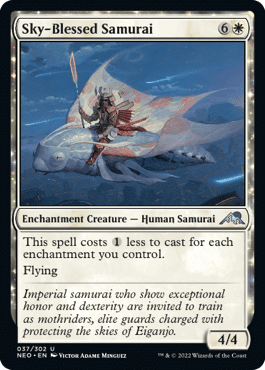 Sky-Blessed Samurai 6
Enchantment Creature — Human Samurai
This spell costs 1 less to cast for each
enchantment you control.
Flying
Imperial samurai who show exceptional
honor and dexterity are invited to train
as mothriders, elite guards charged with
protecting the skies of Eiganjo.
4/4
037/302 U
NEO • EN Victor Adame Minguez
™ & © 2022 Wizards of the Coast